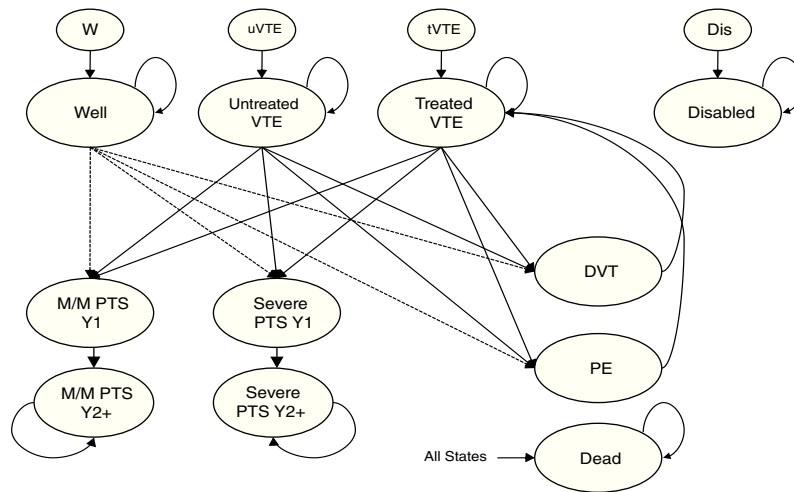 W
uVTE
tVTE
Dis
Well
Untreated
VTE
Treated
VTE
Disabled
DVT
M/M PTS
Y1
Severe
PTS Y1
PE
M/M PTS
Y2+
Severe
PTS Y2+
All States
Dead